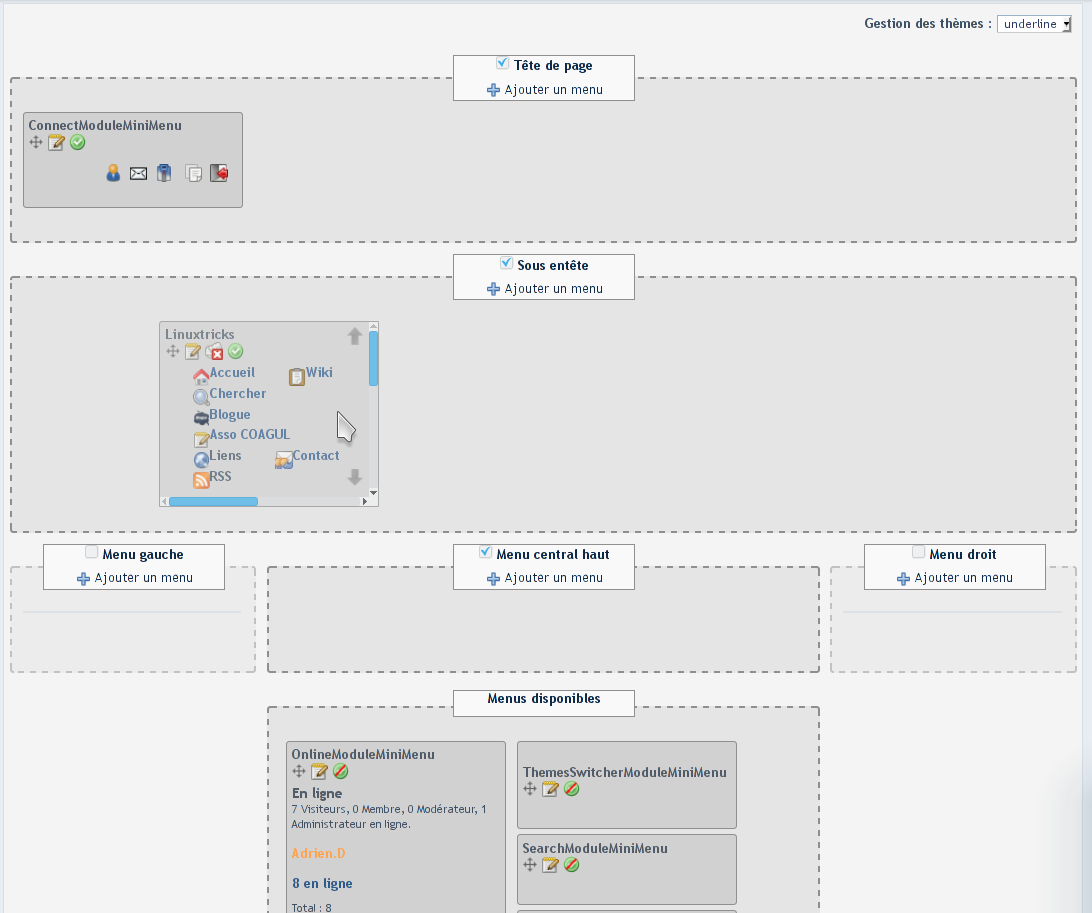 Gestion des thèmes : underline
Tête de page
Ajouter un menu
ConnectModuleMiniMenu
Sous entête
Ajouter un menu
Linuxtricks
Accueil Wiki
Chercher
Blogue
Asso COAGUL
Liens Contact
RSS
Menu gauche
Ajouter un menu
Menu central haut
Ajouter un menu
Menu droit
Ajouter un menu
Menus disponibles
OnlineModuleMiniMenu
En ligne
7 Visiteurs, 0 Membre, 0 Modérateur, 1
Administrateur en ligne.
Adrien.D
8 en ligne
Total : 8
ThemesSwitcherModuleMiniMenu
SearchModuleMiniMenu